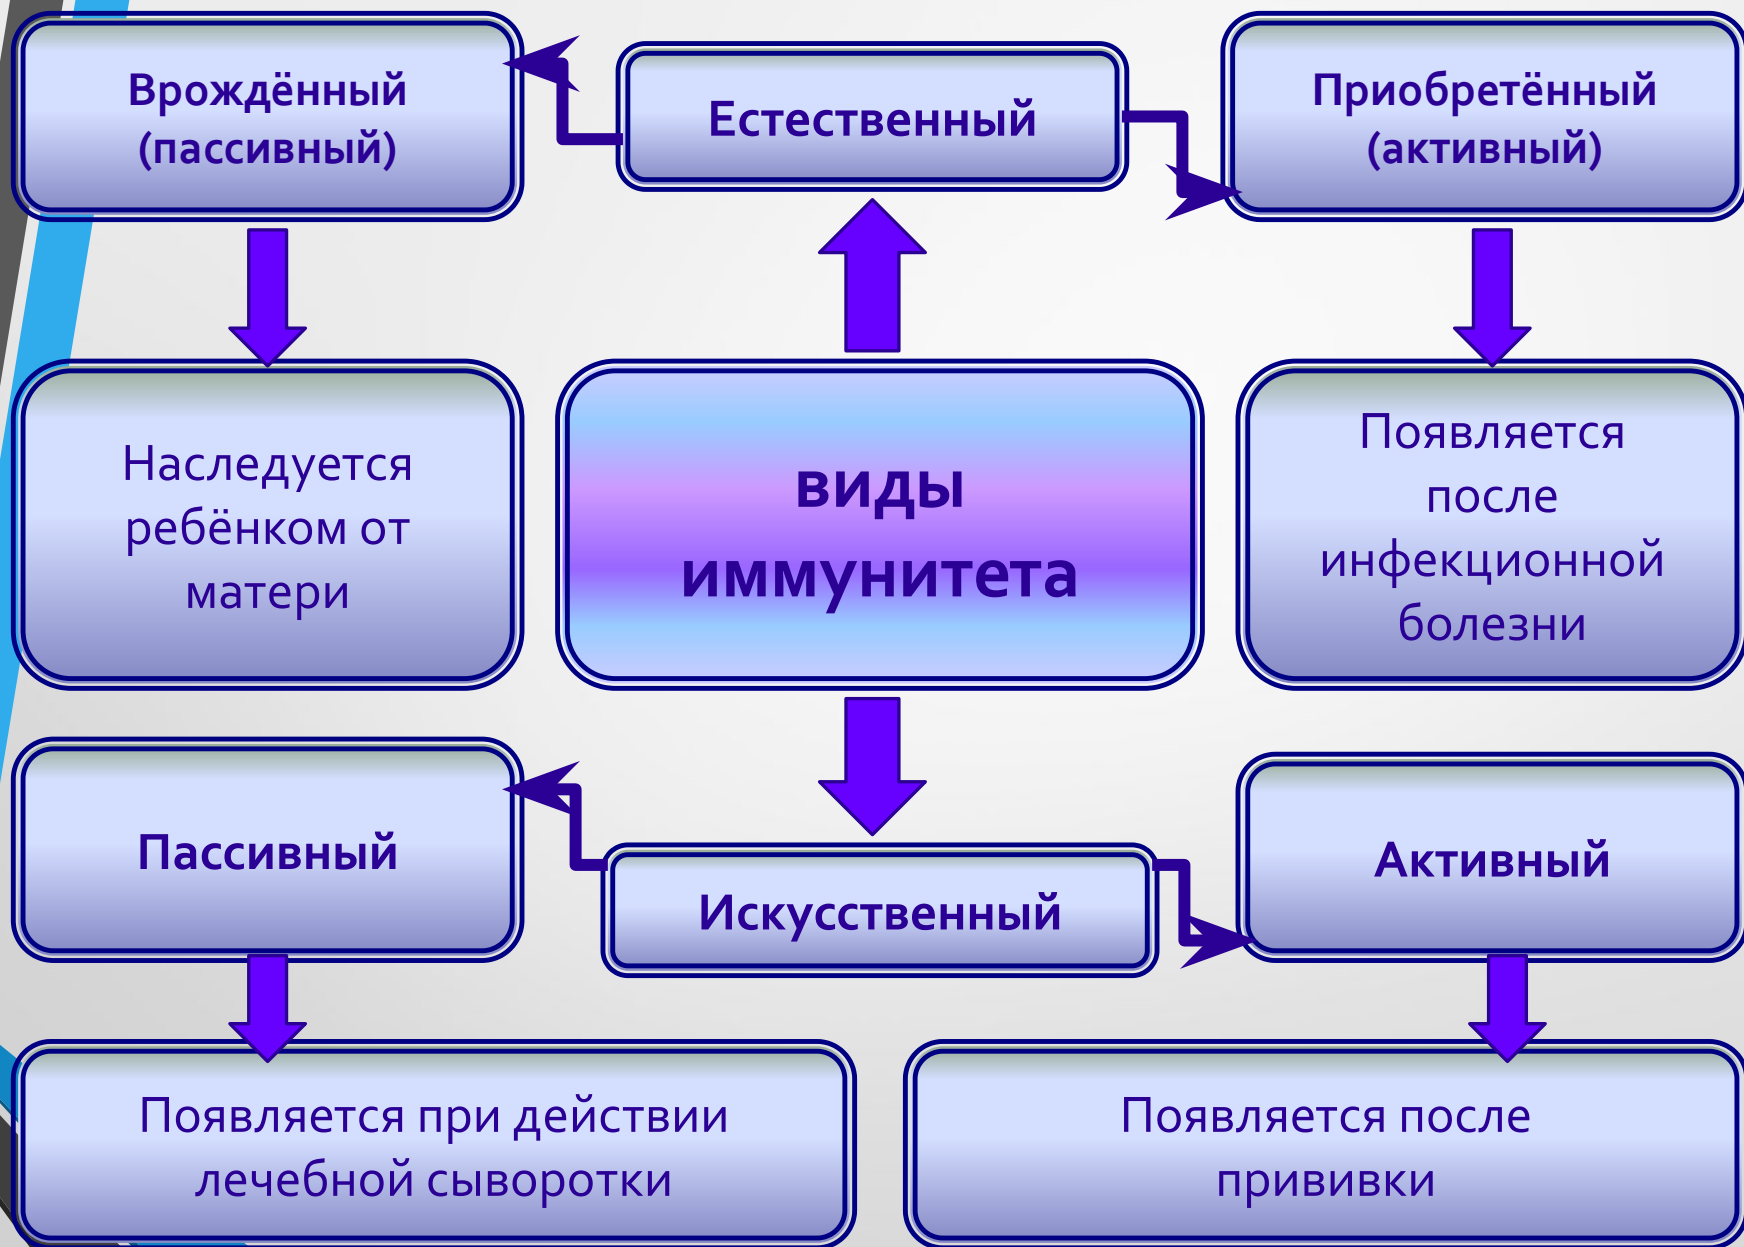 Врождённый
(пассивный)
Естественный
Приобретённый
(активный)
Наследуется
ребёнком от
матери
виды
иммунитета
Появляется
после
инфекционной
болезни
Пассивный
Искусственный
Активный
Появляется при действии
лечебной сыворотки
Появляется после
прививки